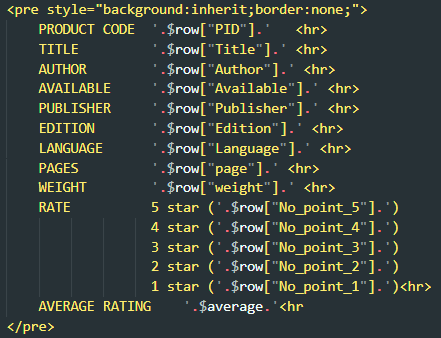 <pre style="background:inherit;border:none;">
PRODUCT CODE '.$row["PID"].' <hr>
TITLE '.$row["Title"].' <hr>
AUTHOR '.$row["Author"].' <hr>
AVAILABLE '.$row["Available"].' <hr>
PUBLISHER '.$row["Publisher"].' <hr>
EDITION '.$row["Edition"].' <hr>
LANGUAGE '.$row["Language"].' <hr>
PAGES '.$row["page"].' <hr>
WEIGHT '.$row["weight"].' <hr>
RATE 5 star ('.$row["No_point_5"].')
4 star ('.$row["No_point_4"].')
3 star ('.$row["No_point_3"].')
2 star ('.$row["No_point_2"].')
1 star ('.$row["No_point_1"].')<hr>
AVERAGE RATING '.$average.'<hr
</pre>